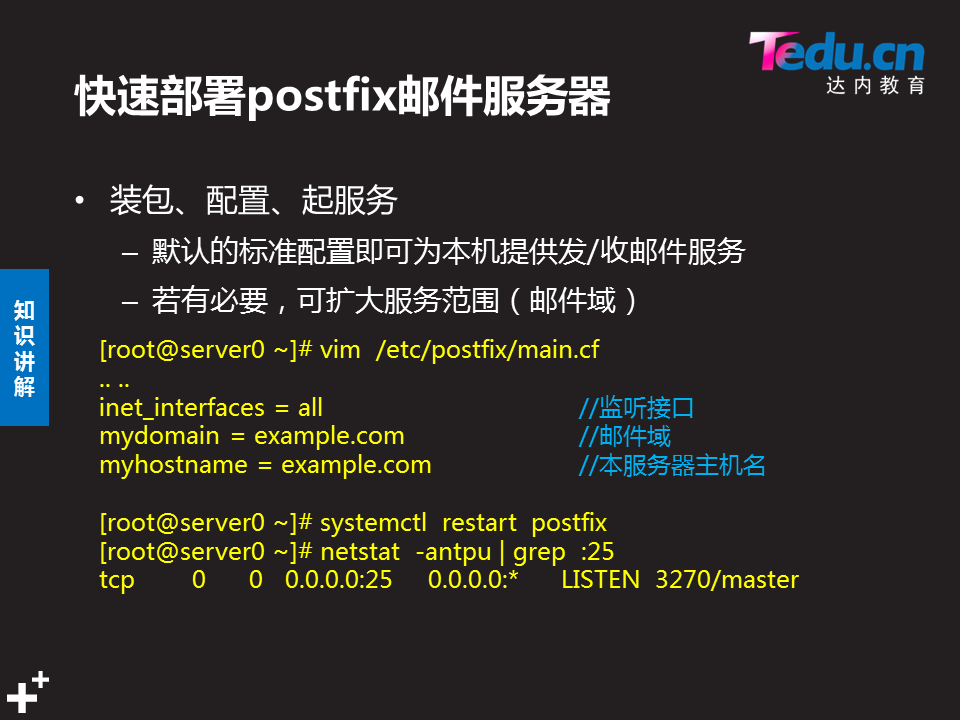 Tedu.cn
达内教育
快速部署postfix邮件服务器
• 装包、配置、起服务
– 默认的标准配置即可为本机提供发/收邮件服务
– 若有必要，可扩大服务范围（邮件域）
知识讲解
[root@server0 ~]# vim /etc/postfix/main.cf
.. ..
inet_interfaces = all //监听接口
mydomain = example.com //邮件域
myhostname = example.com //本服务器主机名
[root@server0 ~]# systemctl restart postfix
[root@server0 ~]# netstat -antpu | grep :25
tcp 0 0 0.0.0.0:25 0.0.0.0:* LISTEN 3270/master